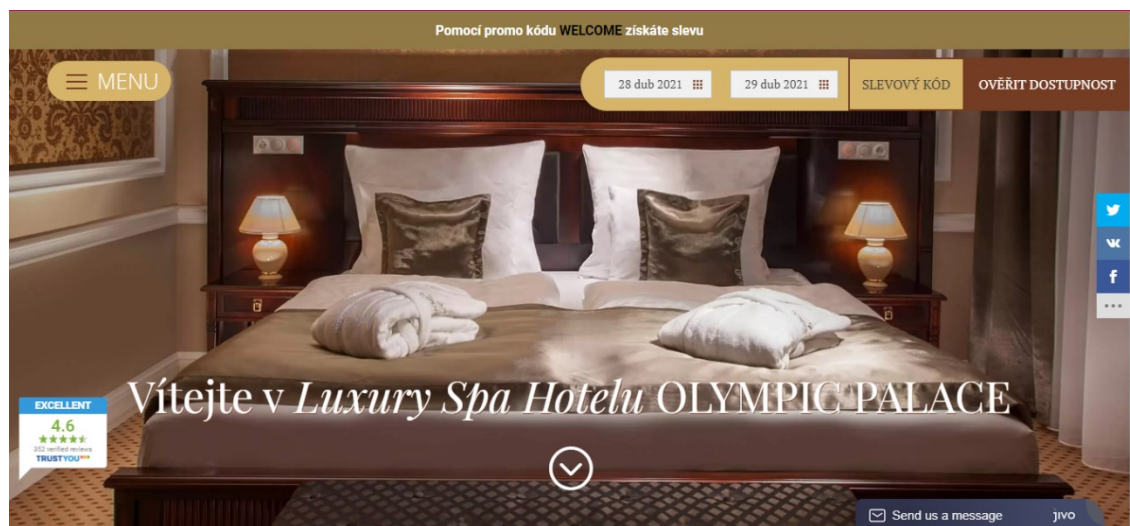 Pomocí promo kódu WELCOME získáte slevu
MENU
28 dub 2021
29 dub 2021
SLEVOVÝ KÓD
OVĚŘIT DOSTUPNOST
Vítejte v Luxury Spa Hotelu OLYMPIC PALACE
EXCELLENT
4.6
352 verified reviews
TRUSTYOU
Send us a message
jivo